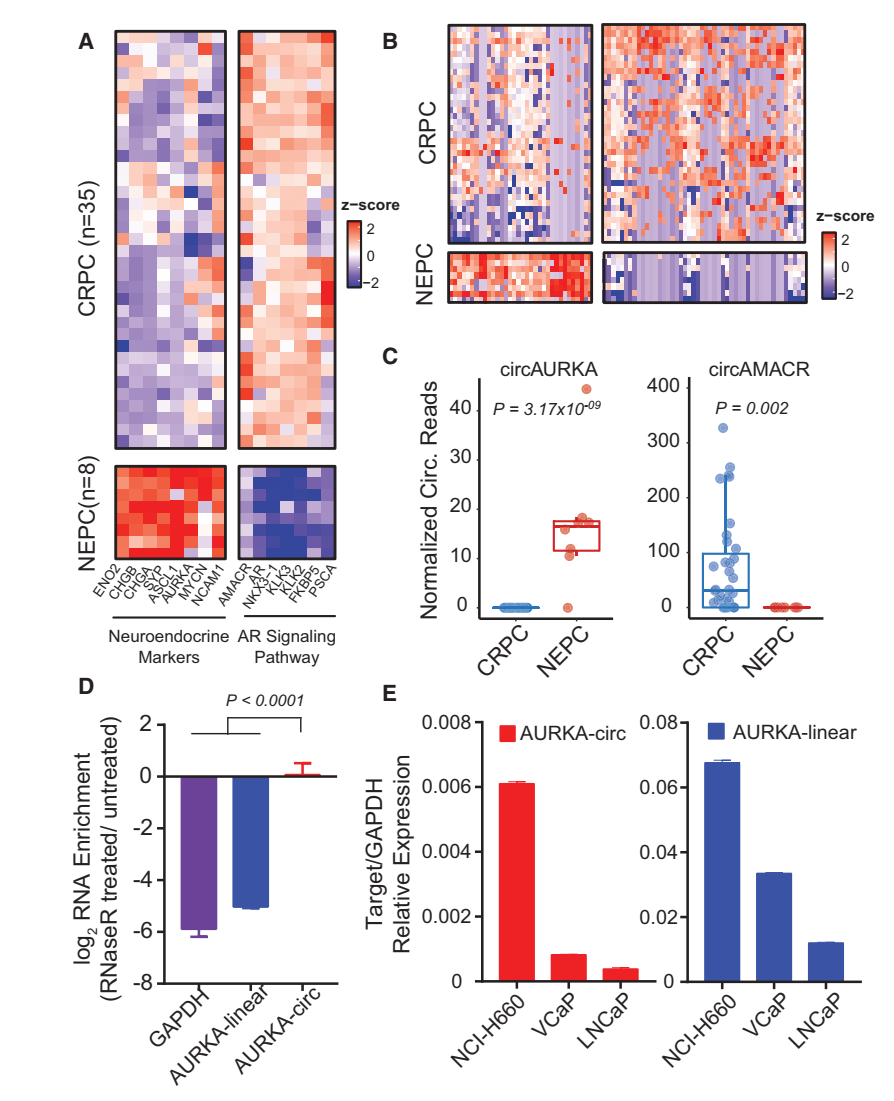 A
CRPC (n=35)
NEPC(n=8)
z-score
2
0
-2
ENO2
CHGB
CHGA
SYP
ASCL1
AURKA
MYCN
NCAM1
AMACR
AR
NKX3-1
KLK3
KLK2
FKBP5
PSCA
Neuroendocrine
Markers
AR Signaling
Pathway
B
CRPC
NEPC
z-score
2
0
-2
C
circAURKA
P = 3.17x10⁻⁰⁹
Normalized Circ. Reads
40
30
20
10
0
CRPC
NEPC
circAMACR
P = 0.002
400
300
200
100
0
CRPC
NEPC
D
P < 0.0001
log₂ RNA Enrichment
(RNaseR treated/ untreated)
2
0
-2
-4
-6
-8
GAPDH
AURKA-linear
AURKA-circ
E
Target/GAPDH
Relative Expression
0.008
0.006
0.004
0.002
0
AURKA-circ
NCI-H660
VCaP
LNCaP
0.08
0.06
0.04
0.02
0
AURKA-linear
NCI-H660
VCaP
LNCaP